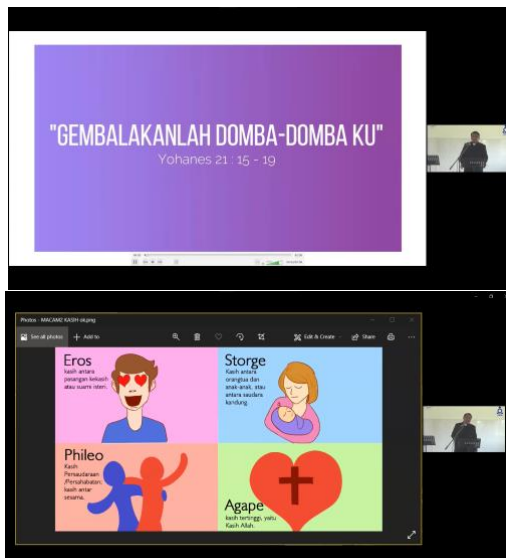 "GEMBALAKANLAH DOMBA-DOMBA KU"
Yohanes 21 : 15 - 19
Photos - MACAM2 KASIH ok.png
See all photos
+ Add to
Edit & Create
Share
Eros
kasih antara
pasangan kekasih
atau suami isteri.
Storge
Kasih antara
orangtua dan
anak-anak, atau
antara saudara
kandung.
Phileo
Kasih
Persaudaraan
/Persahabatan;
kasih antar
sesama.
Agape
kasih tertinggi, yaitu
Kasih Allah.